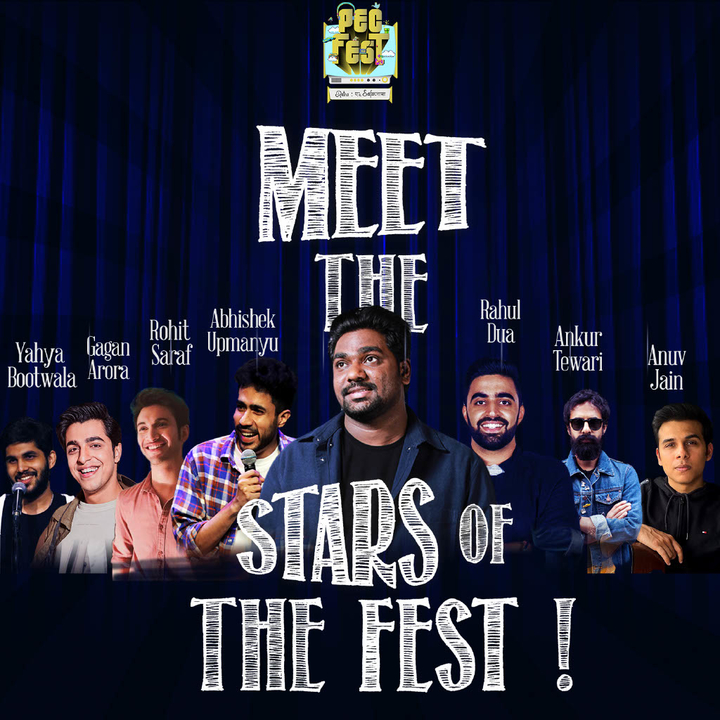 PEC
FEST
MEET
THE
Yahya
Bootwala
Gagan
Arora
Rohit
Saraf
Abhishek
Upmanyu
Rahul
Dua
Ankur
Tewari
Anuv
Jain
STARS OF
THE FEST !